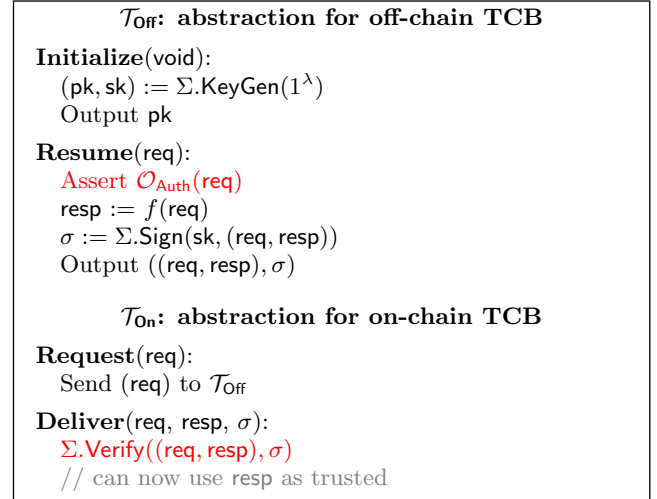 𝒯Off: abstraction for off-chain TCB
Initialize(void):
(pk, sk) := Σ.KeyGen(1^λ)
Output pk
Resume(req):
Assert 𝒪Auth(req)
resp := f(req)
σ := Σ.Sign(sk, (req, resp))
Output ((req, resp), σ)
𝒯On: abstraction for on-chain TCB
Request(req):
Send (req) to 𝒯Off
Deliver(req, resp, σ):
Σ.Verify((req, resp), σ)
// can now use resp as trusted